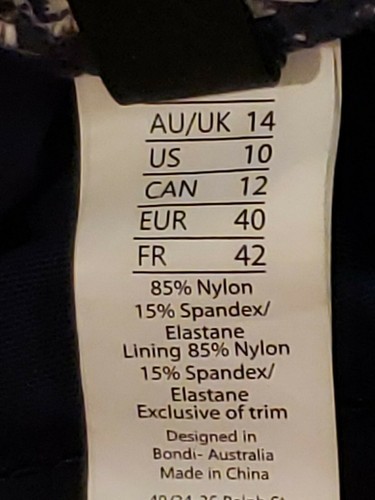 AU/UK 14
US 10
CAN 12
EUR 40
FR 42
85% Nylon
15% Spandex/
Elastane
Lining 85% Nylon
15% Spandex/
Elastane
Exclusive of trim
Designed in
Bondi- Australia
Made in China